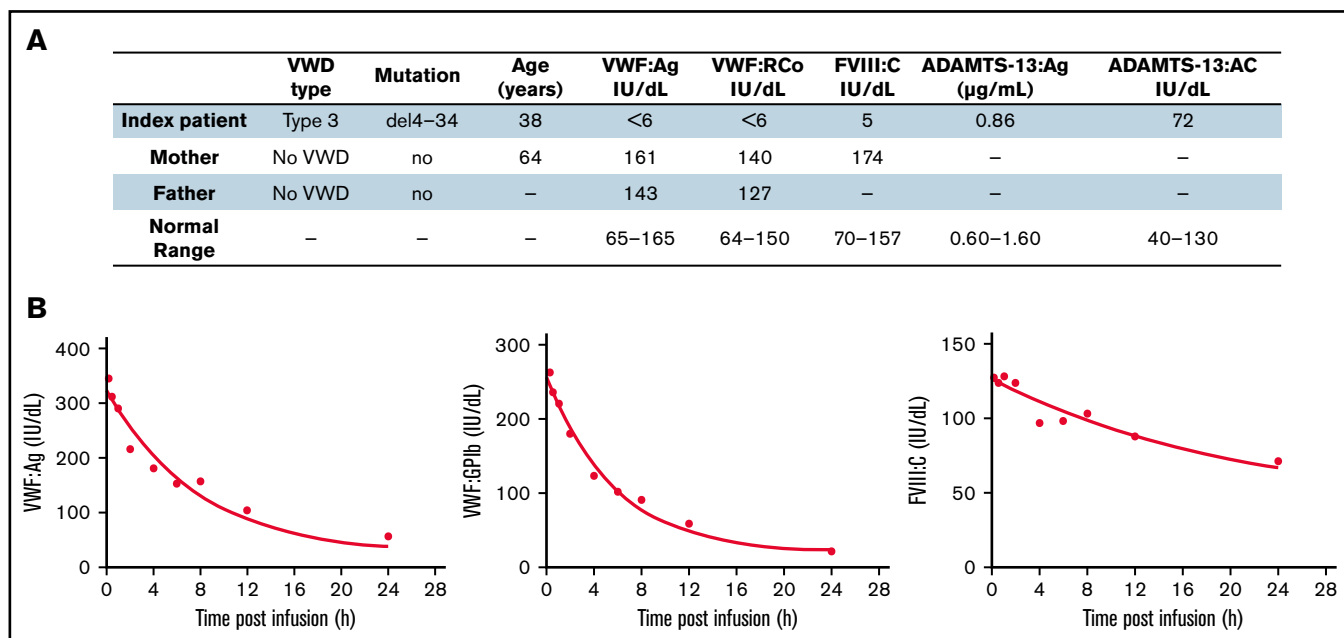 A
VWD type Mutation Age (years) VWF:Ag IU/dL VWF:RCo IU/dL FVIII:C IU/dL ADAMTS-13:Ag (µg/mL) ADAMTS-13:AC IU/dL
Index patient Type 3 del4–34 38 <6 <6 5 0.86 72
Mother No VWD no 64 161 140 174 – –
Father No VWD no – 143 127 – – –
Normal Range – – – 65–165 64–150 70–157 0.60–1.60 40–130
B
VWF:Ag (IU/dL)
400
300
200
100
0
0 4 8 12 16 20 24 28
Time post infusion (h)
VWF:GPIb (IU/dL)
300
200
100
0
0 4 8 12 16 20 24 28
Time post infusion (h)
FVIII:C (IU/dL)
150
100
50
0
0 4 8 12 16 20 24 28
Time post infusion (h)